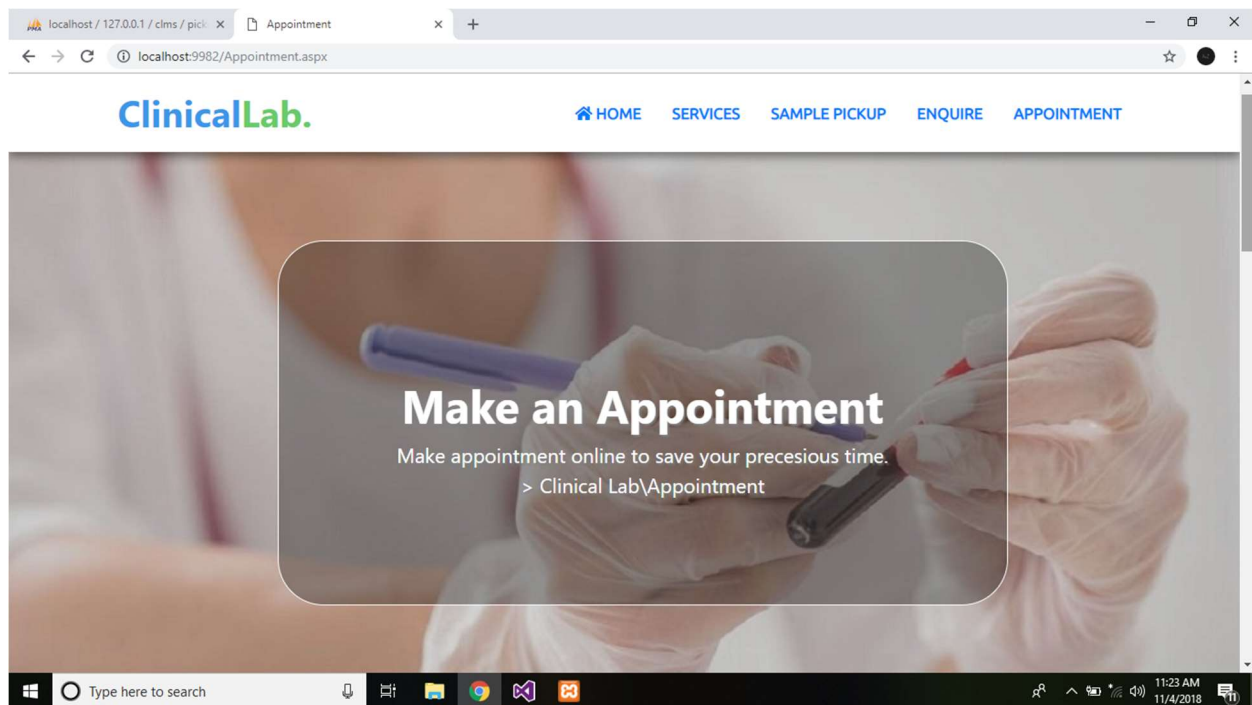 localhost / 127.0.0.1 / clms / pick
Appointment
localhost:9982/Appointment.aspx
ClinicalLab.
HOME SERVICES SAMPLE PICKUP ENQUIRE APPOINTMENT
Make an Appointment
Make appointment online to save your precesious time.
> Clinical Lab\Appointment
Type here to search
11:23 AM
11/4/2018